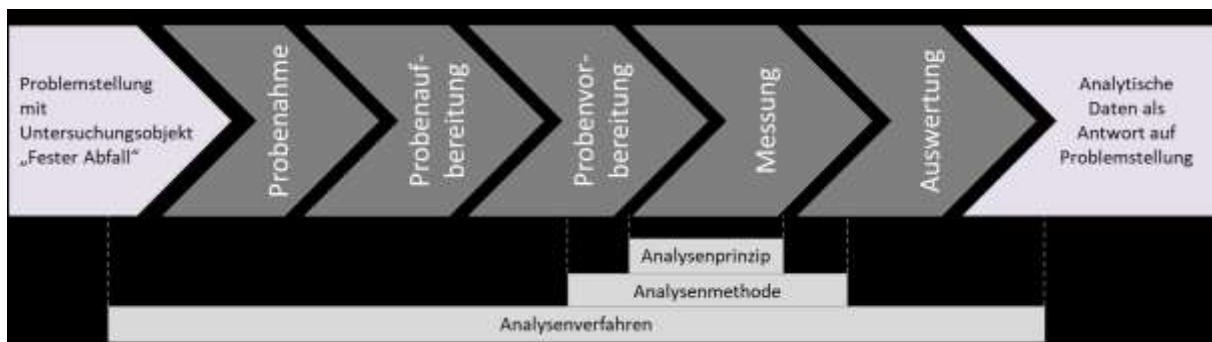 Problemstellung
mit
Untersuchungsobjekt
„Fester Abfall“
Probenahme
Probenauf-
bereitung
Probenvor-
bereitung
Messung
Auswertung
Analytische
Daten als
Antwort auf
Problemstellung
Analysenprinzip
Analysenmethode
Analysenverfahren